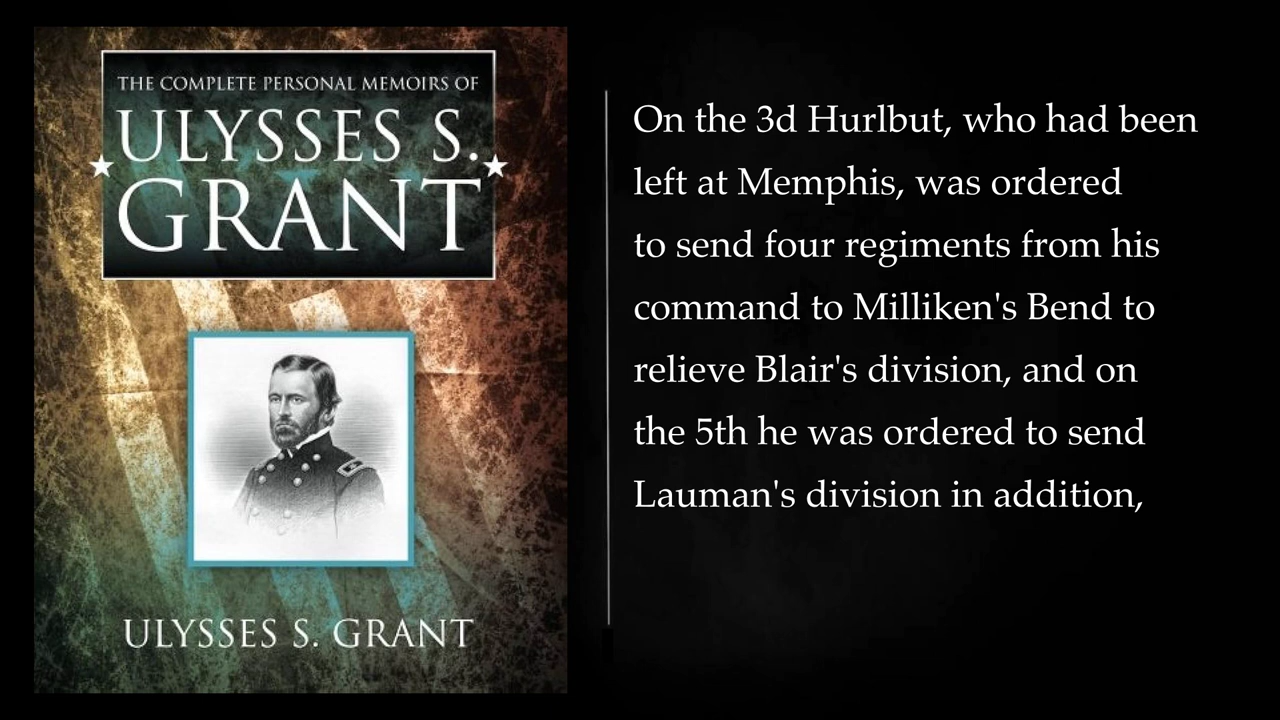 THE COMPLETE PERSONAL MEMOIRS OF
ULYSSES S.
GRANT
ULYSSES S. GRANT
On the 3d Hurlbut, who had been
left at Memphis, was ordered
to send four regiments from his
command to Milliken's Bend to
relieve Blair's division, and on
the 5th he was ordered to send
Lauman's division in addition,